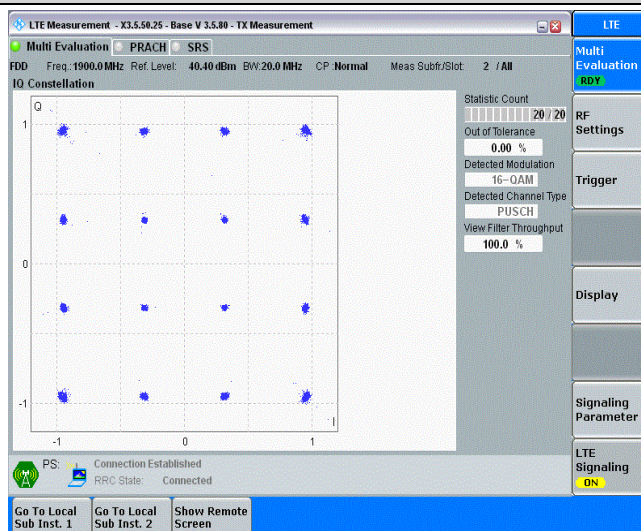 LTE Measurement - X3.5.50.25 - Base V 3.5.80 - TX Measurement
LTE
Multi Evaluation PRACH SRS
Multi
Evaluation
RDY
FDD Freq.:1900.0 MHz Ref. Level: 40.40 dBm BW:20.0 MHz CP :Normal Meas Subfr./Slot: 2 / All
IQ Constellation
Q
1
0
-1
-1 0 1
I
Statistic Count
20 / 20
Out of Tolerance
0.00 %
Detected Modulation
16-QAM
Detected Channel Type
PUSCH
View Filter Throughput
100.0 %
RF
Settings
Trigger
Display
Signaling
Parameter
LTE
Signaling
ON
PS: Connection Established
RRC State: Connected
Go To Local
Sub Inst. 1
Go To Local
Sub Inst. 2
Show Remote
Screen